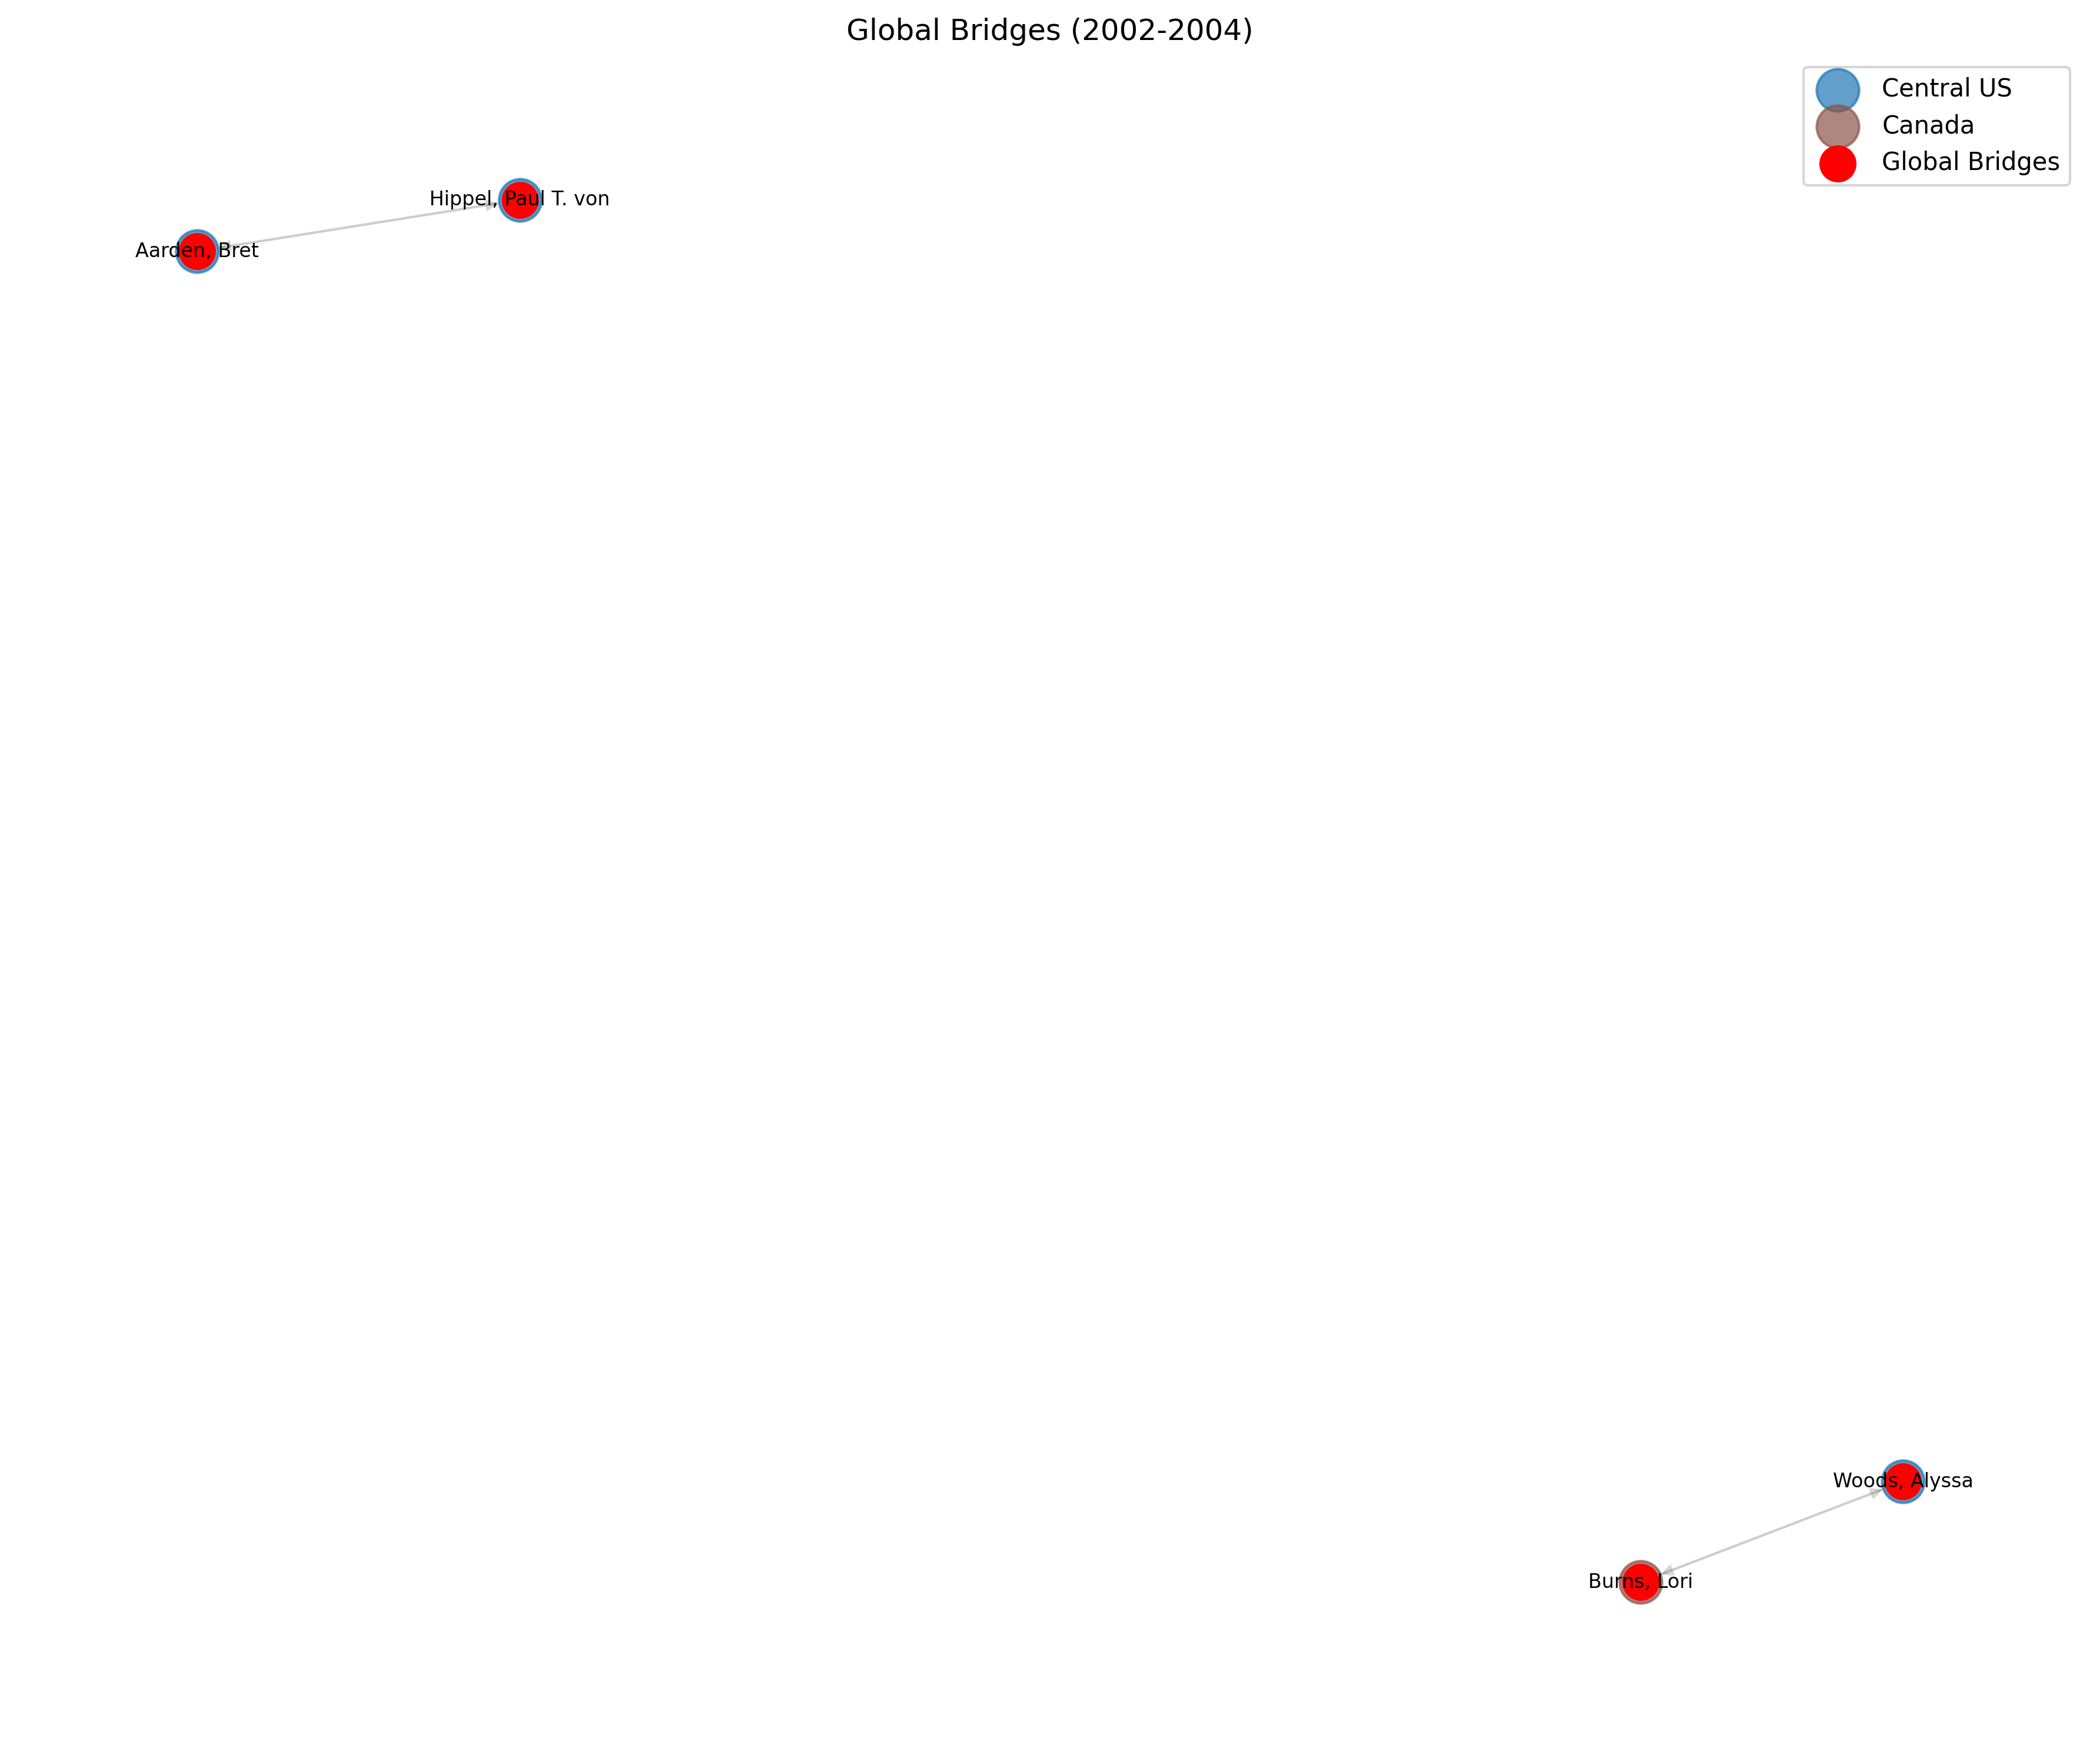 Global Bridges (2002-2004)
Central US
Canada
Global Bridges
Hippel, Paul T. von
Aarden, Bret
Woods, Alyssa
Burns, Lori